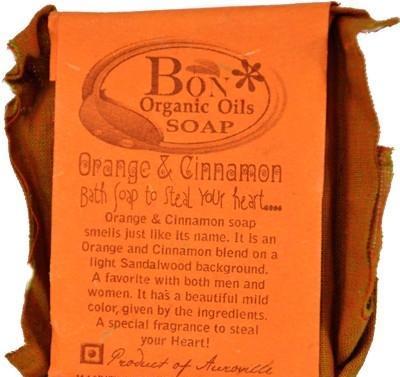 BON
Organic Oils
SOAP
Orange & Cinnamon
Bath Soap to Steal Your heart....
Orange & Cinnamon soap
smells just like its name. It is an
Orange and Cinnamon blend on a
light Sandalwood background.
A favorite with both men and
women. It has a beautiful mild
color, given by the ingredients.
A special fragrance to steal
your Heart!
Product of Auroville